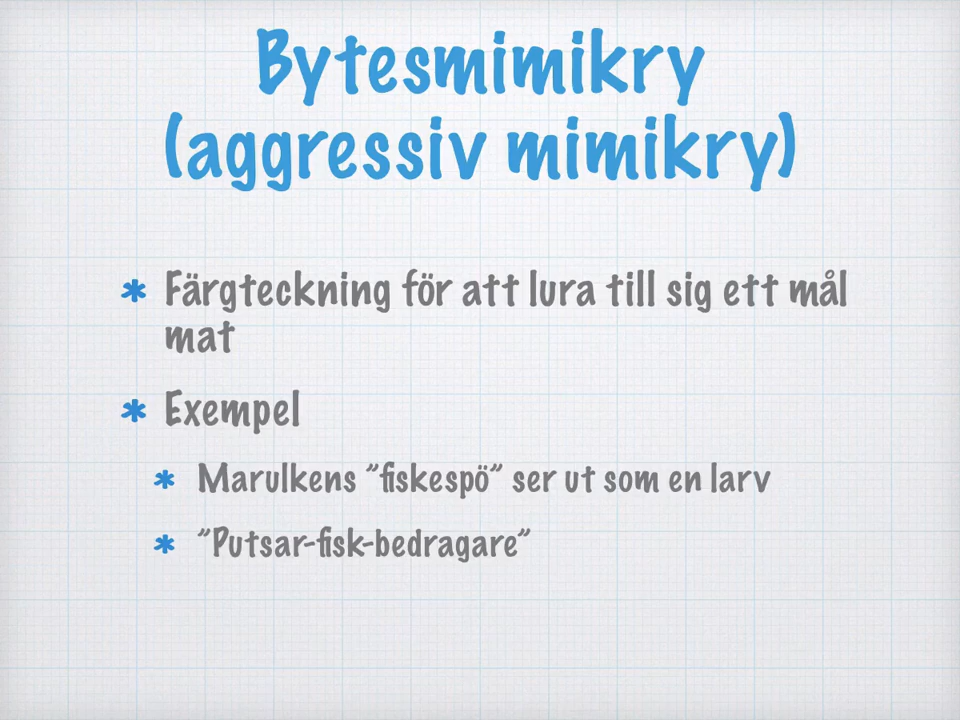 Bytesmimikry
(aggressiv mimikry)
* Färgteckning för att lura till sig ett mål
mat
* Exempel
* Marulkens ”fiskespö” ser ut som en larv
* ”Putsar-fisk-bedragare”